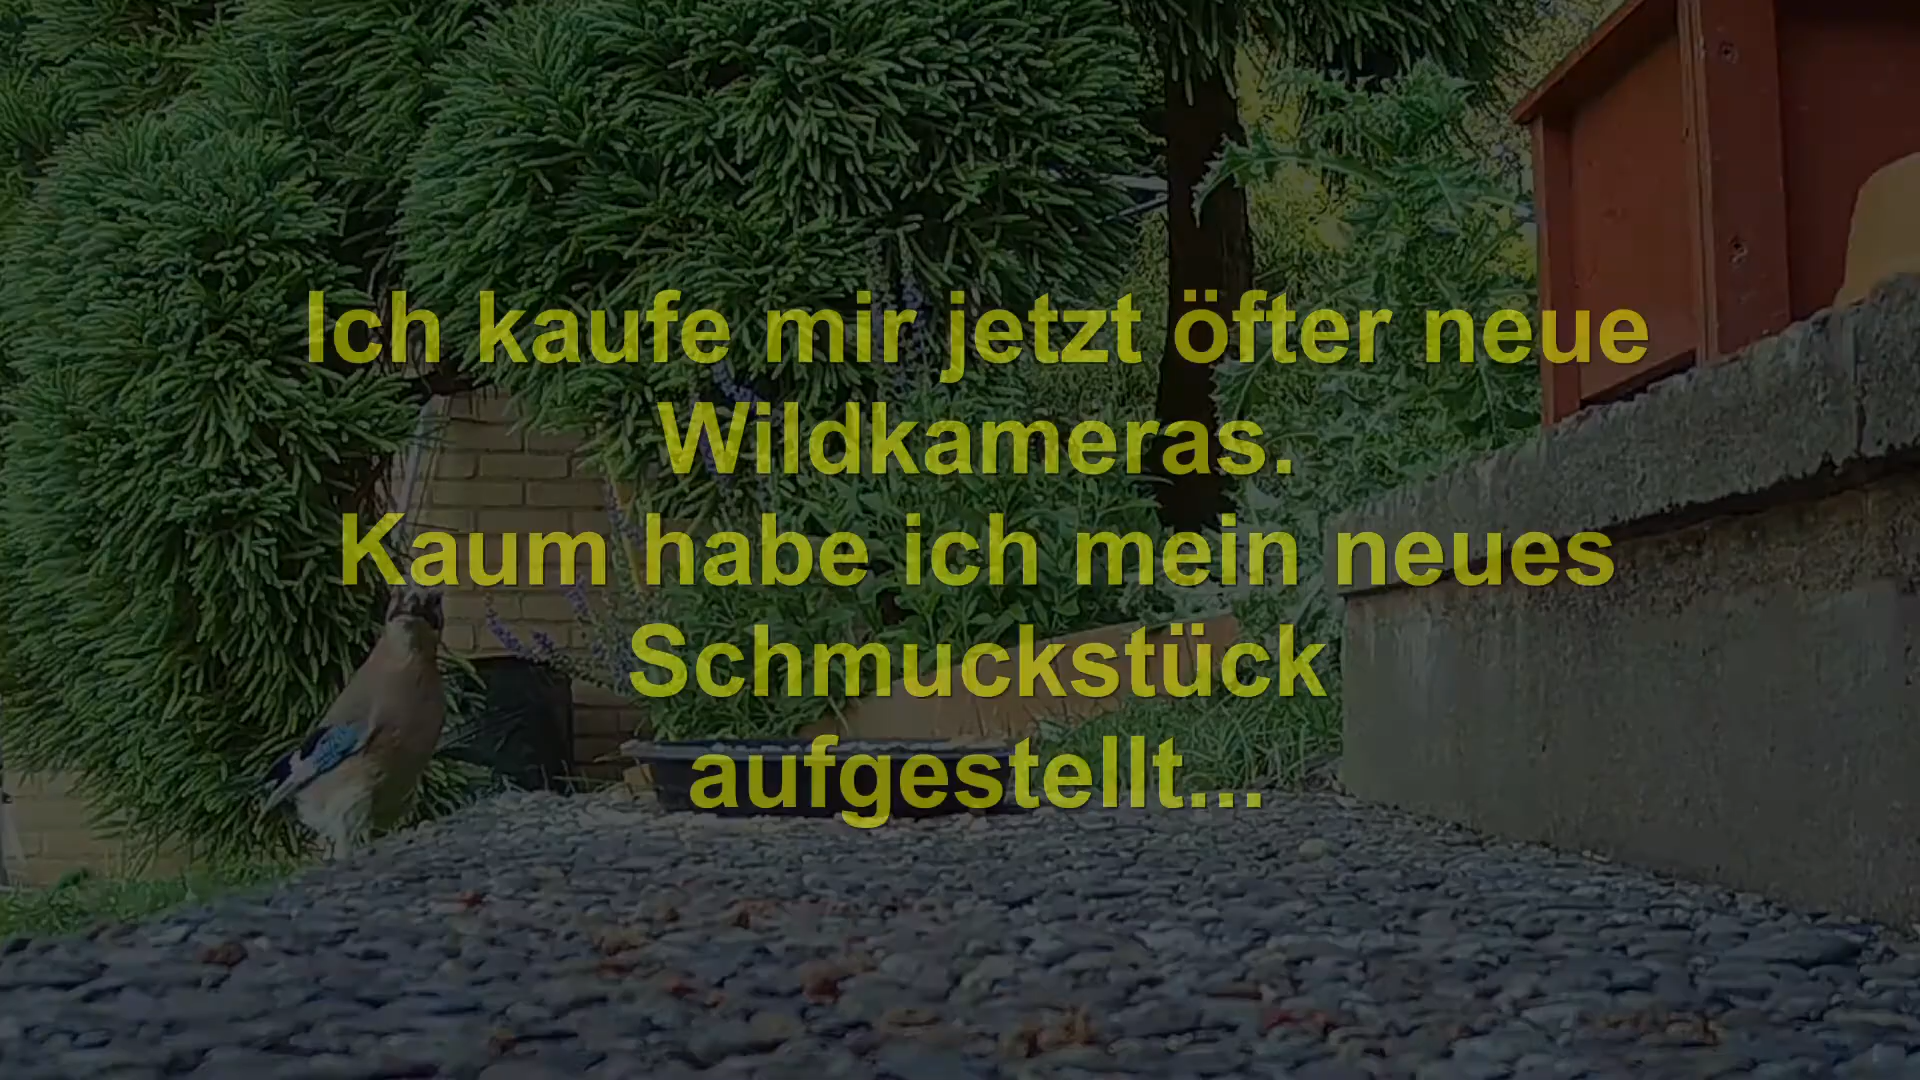 Ich kaufe mir jetzt öfter neue
Wildkameras.
Kaum habe ich mein neues
Schmuckstück
aufgestellt...